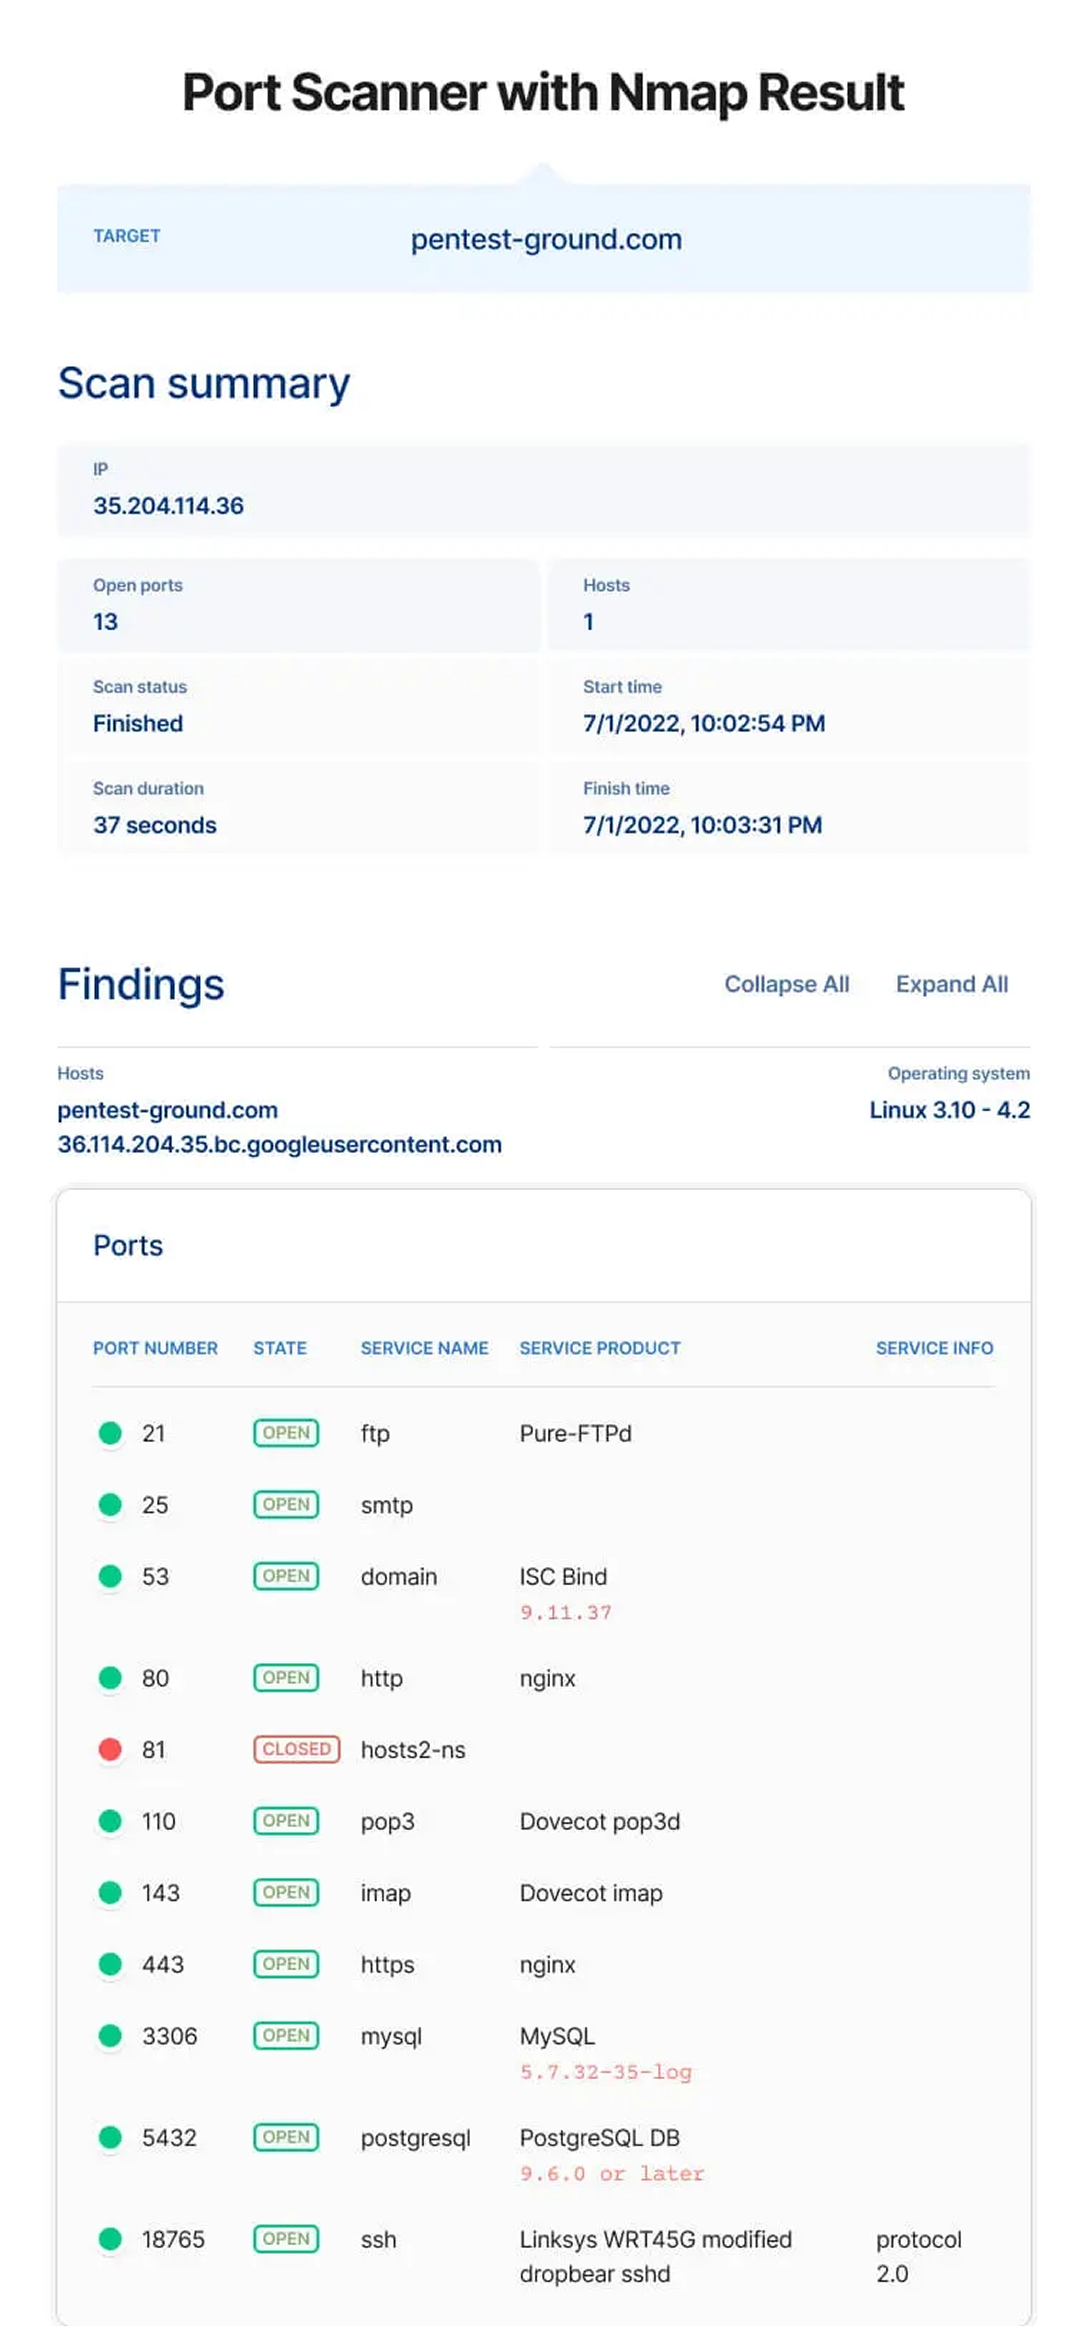 Port Scanner with Nmap Result
TARGET pentest-ground.com
Scan summary
IP
35.204.114.36
Open ports Hosts
13 1
Scan status Start time
Finished 7/1/2022, 10:02:54 PM
Scan duration Finish time
37 seconds 7/1/2022, 10:03:31 PM
Findings Collapse All Expand All
Hosts Operating system
pentest-ground.com Linux 3.10 - 4.2
36.114.204.35.bc.googleusercontent.com
Ports
PORT NUMBER STATE SERVICE NAME SERVICE PRODUCT SERVICE INFO
21 OPEN ftp Pure-FTPd
25 OPEN smtp
53 OPEN domain ISC Bind
9.11.37
80 OPEN http nginx
81 CLOSED hosts2-ns
110 OPEN pop3 Dovecot pop3d
143 OPEN imap Dovecot imap
443 OPEN https nginx
3306 OPEN mysql MySQL
5.7.32-35-log
5432 OPEN postgresql PostgreSQL DB
9.6.0 or later
18765 OPEN ssh Linksys WRT45G modified protocol
dropbear sshd 2.0